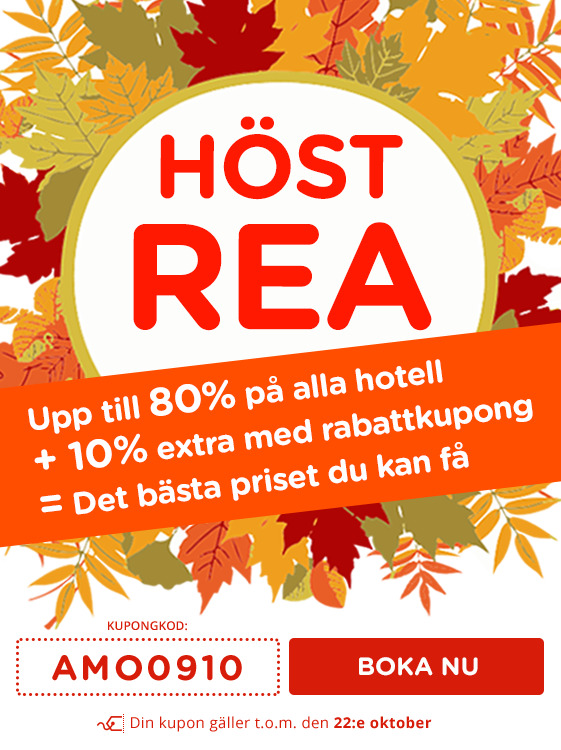 HÖST
REA
Upp till 80% på alla hotell
+ 10% extra med rabattkupong
= Det bästa priset du kan få
KUPONGKOD:
AMO0910
BOKA NU
Din kupon gäller t.o.m. den 22:e oktober